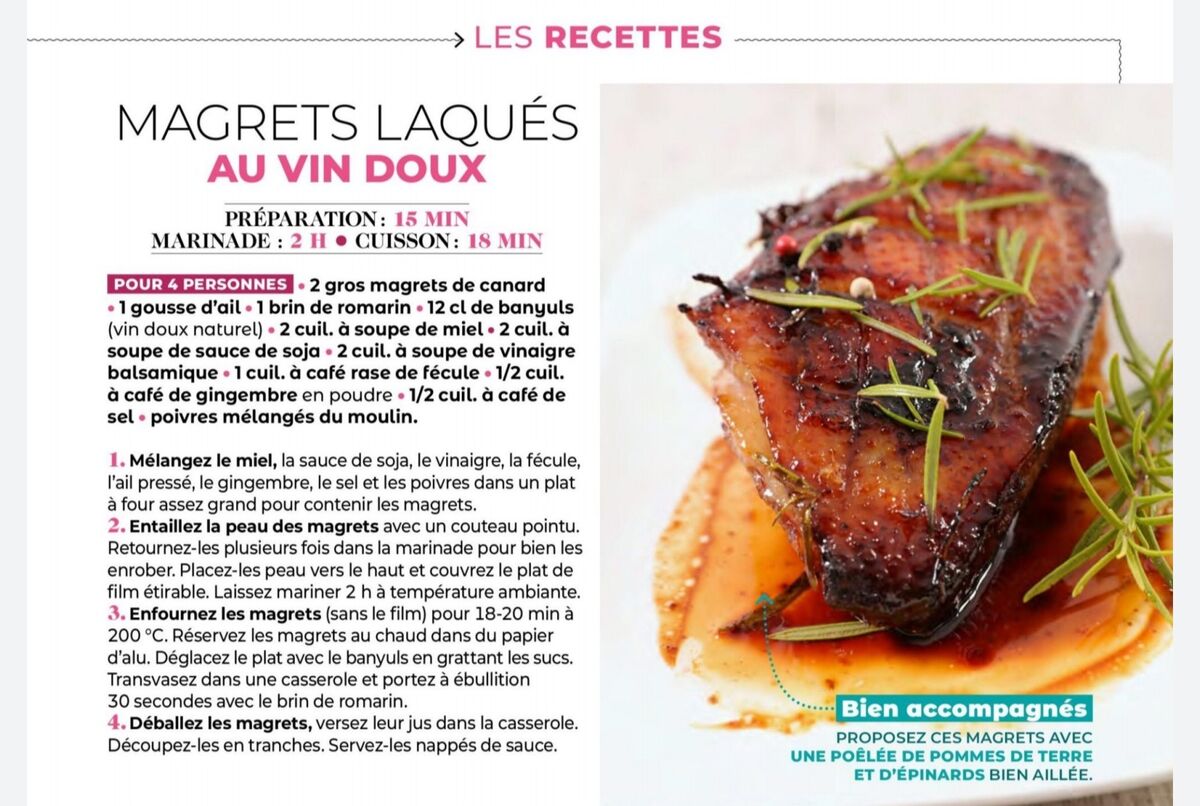 LES RECETTES
MAGRETS LAQUÉS
AU VIN DOUX
PRÉPARATION : 15 MIN
MARINADE : 2 H ● CUISSON : 18 MIN
POUR 4 PERSONNES • 2 gros magrets de canard
• 1 gousse d'ail • 1 brin de romarin • 12 cl de banyuls
(vin doux naturel) • 2 cuil. à soupe de miel • 2 cuil. à
soupe de sauce de soja • 2 cuil. à soupe de vinaigre
balsamique • 1 cuil. à café rase de fécule • 1/2 cuil.
à café de gingembre en poudre • 1/2 cuil. à café de
sel • poivres mélangés du moulin.
1. Mélangez le miel, la sauce de soja, le vinaigre, la fécule,
l'ail pressé, le gingembre, le sel et les poivres dans un plat
à four assez grand pour contenir les magrets.
2. Entaillez la peau des magrets avec un couteau pointu.
Retournez-les plusieurs fois dans la marinade pour bien les
enrober. Placez-les peau vers le haut et couvrez le plat de
film étirable. Laissez mariner 2 h à température ambiante.
3. Enfournez les magrets (sans le film) pour 18-20 min à
200 °C. Réservez les magrets au chaud dans du papier
d'alu. Déglacez le plat avec le banyuls en grattant les sucs.
Transvasez dans une casserole et portez à ébullition
30 secondes avec le brin de romarin.
4. Déballez les magrets, versez leur jus dans la casserole.
Découpez-les en tranches. Servez-les nappés de sauce.
Bien accompagnés
PROPOSEZ CES MAGRETS AVEC
UNE POÊLÉE DE POMMES DE TERRE
ET D'ÉPINARDS BIEN AILLÉE.